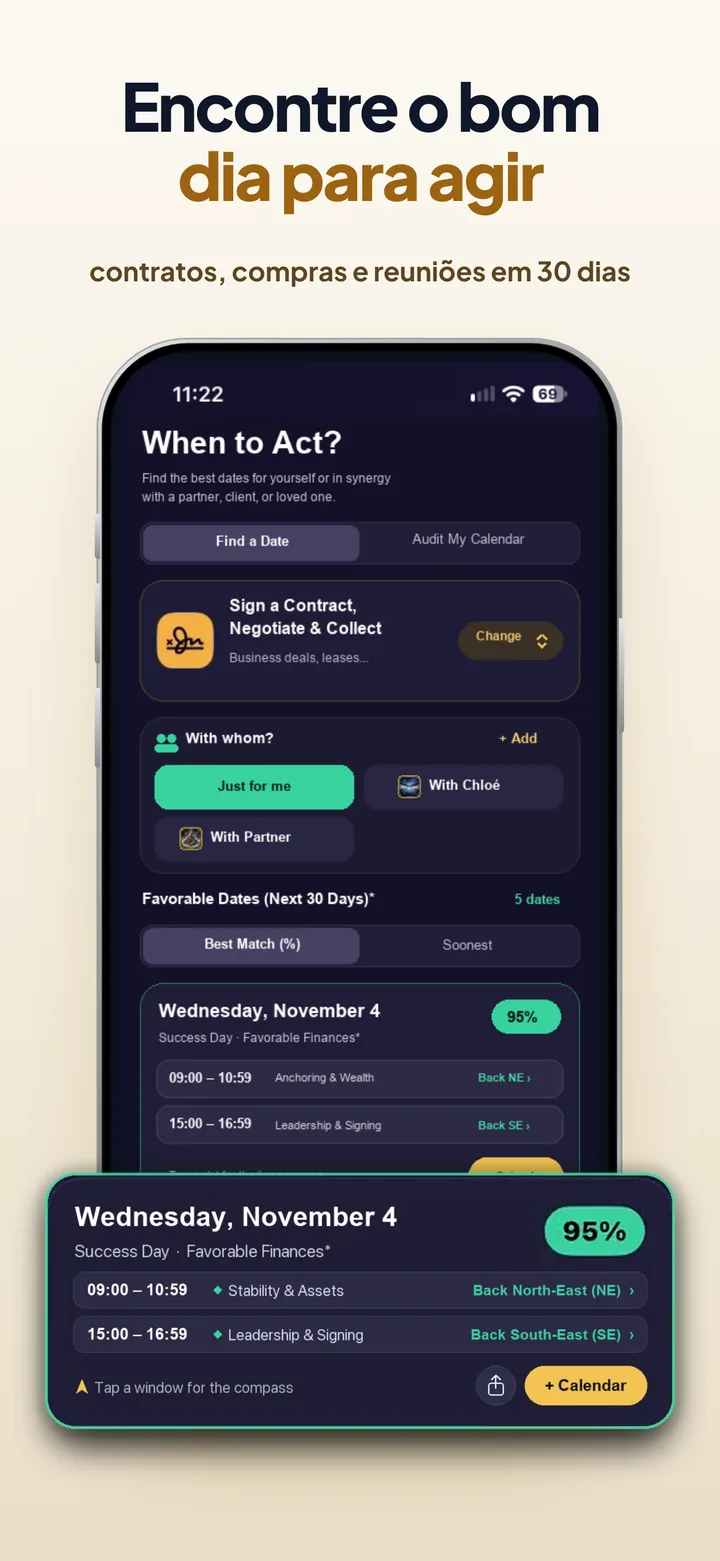 Encontre o bom
dia para agir
contratos, compras e reuniões em 30 dias
11:22
69
When to Act?
Find the best dates for yourself or in synergy
with a partner, client, or loved one.
Find a Date
Audit My Calendar
Sign a Contract,
Negotiate & Collect
Business deals, leases...
Change
With whom?
+ Add
Just for me
With Chloé
With Partner
Favorable Dates (Next 30 Days)*
5 dates
Best Match (%)
Soonest
Wednesday, November 4
95%
Success Day · Favorable Finances*
09:00 – 10:59 Anchoring & Wealth Back NE ›
15:00 – 16:59 Leadership & Signing Back SE ›
Wednesday, November 4
95%
Success Day · Favorable Finances*
09:00 – 10:59 ◆ Stability & Assets Back North-East (NE) ›
15:00 – 16:59 ◆ Leadership & Signing Back South-East (SE) ›
Tap a window for the compass
+ Calendar